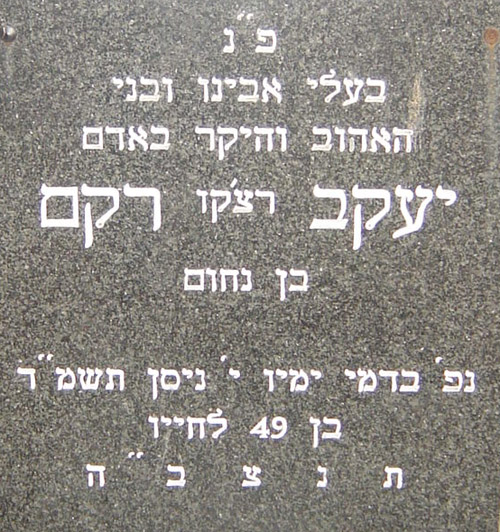 פ"נ
בעלי אבינו ובני
האהוב והיקר באדם
יעקב רצ'קו רקם
בן נחום
נפ' בדמי ימיו י' ניסן תשמ"ד
בן 49 לחייו
ת נ צ ב" ה